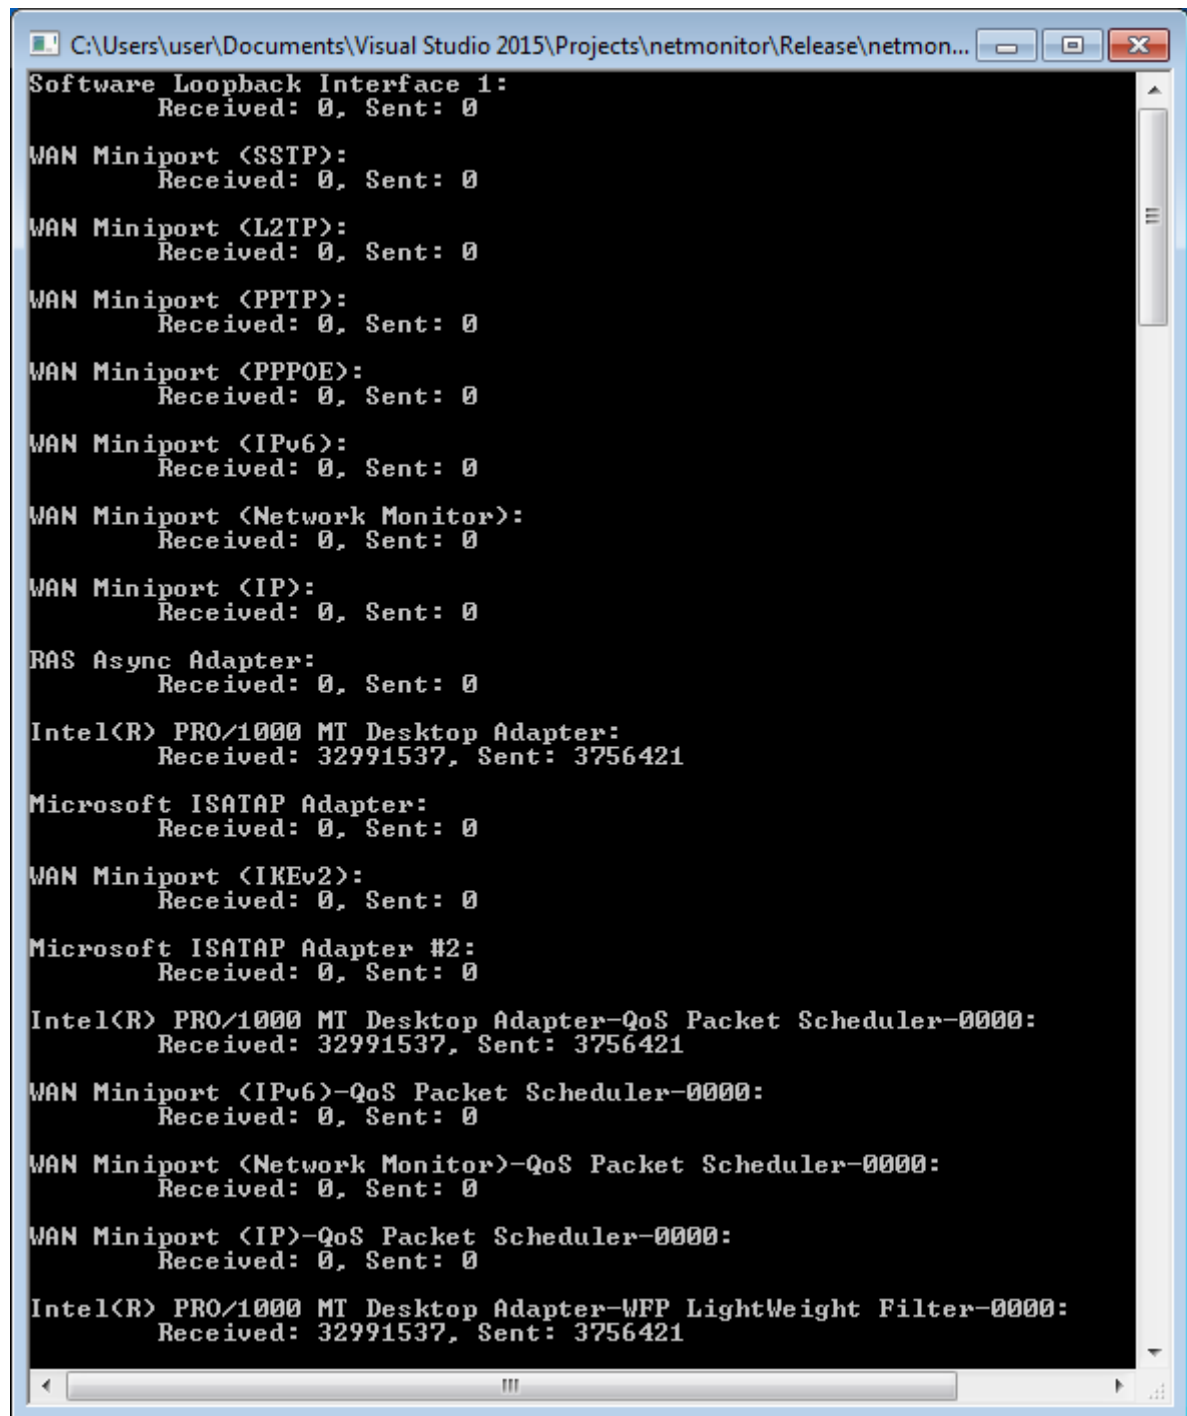 C:\Users\user\Documents\Visual Studio 2015\Projects\netmonitor\Release\netmon...
Software Loopback Interface 1:
Received: 0, Sent: 0
WAN Miniport (SSTP):
Received: 0, Sent: 0
WAN Miniport (L2TP):
Received: 0, Sent: 0
WAN Miniport (PPTP):
Received: 0, Sent: 0
WAN Miniport (PPPOE):
Received: 0, Sent: 0
WAN Miniport (IPv6):
Received: 0, Sent: 0
WAN Miniport (Network Monitor):
Received: 0, Sent: 0
WAN Miniport (IP):
Received: 0, Sent: 0
RAS Async Adapter:
Received: 0, Sent: 0
Intel(R) PRO/1000 MT Desktop Adapter:
Received: 32991537, Sent: 3756421
Microsoft ISATAP Adapter:
Received: 0, Sent: 0
WAN Miniport (IKEv2):
Received: 0, Sent: 0
Microsoft ISATAP Adapter #2:
Received: 0, Sent: 0
Intel(R) PRO/1000 MT Desktop Adapter-QoS Packet Scheduler-0000:
Received: 32991537, Sent: 3756421
WAN Miniport (IPv6)-QoS Packet Scheduler-0000:
Received: 0, Sent: 0
WAN Miniport (Network Monitor)-QoS Packet Scheduler-0000:
Received: 0, Sent: 0
WAN Miniport (IP)-QoS Packet Scheduler-0000:
Received: 0, Sent: 0
Intel(R) PRO/1000 MT Desktop Adapter-WFP LightWeight Filter-0000:
Received: 32991537, Sent: 3756421